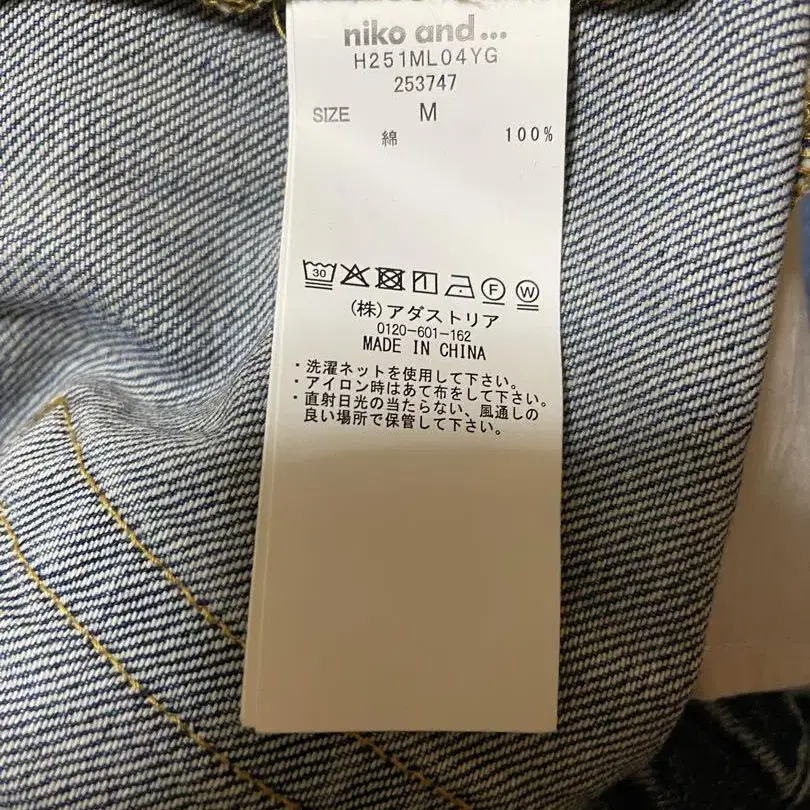 niko and...
H251ML04YG
253747
SIZE M
綿 100%
30 F W
(株)アダストリア
0120-601-162
MADE IN CHINA
・洗濯ネットを使用して下さい。
・アイロン時はあて布をして下さい。
・直射日光の当たらない、風通しの
良い場所で保管して下さい。